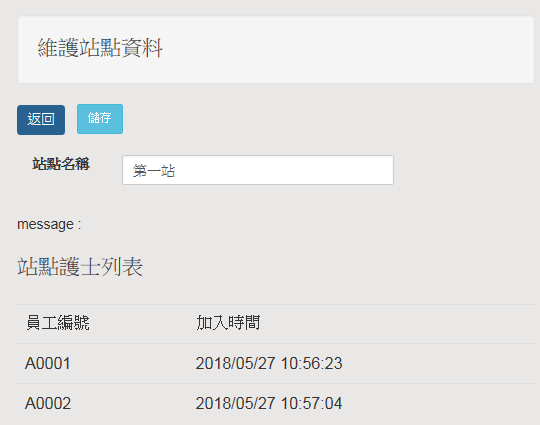 維護站點資料
返回 儲存
站點名稱 第一站
message :
站點護士列表
員工編號 加入時間
A0001 2018/05/27 10:56:23
A0002 2018/05/27 10:57:04